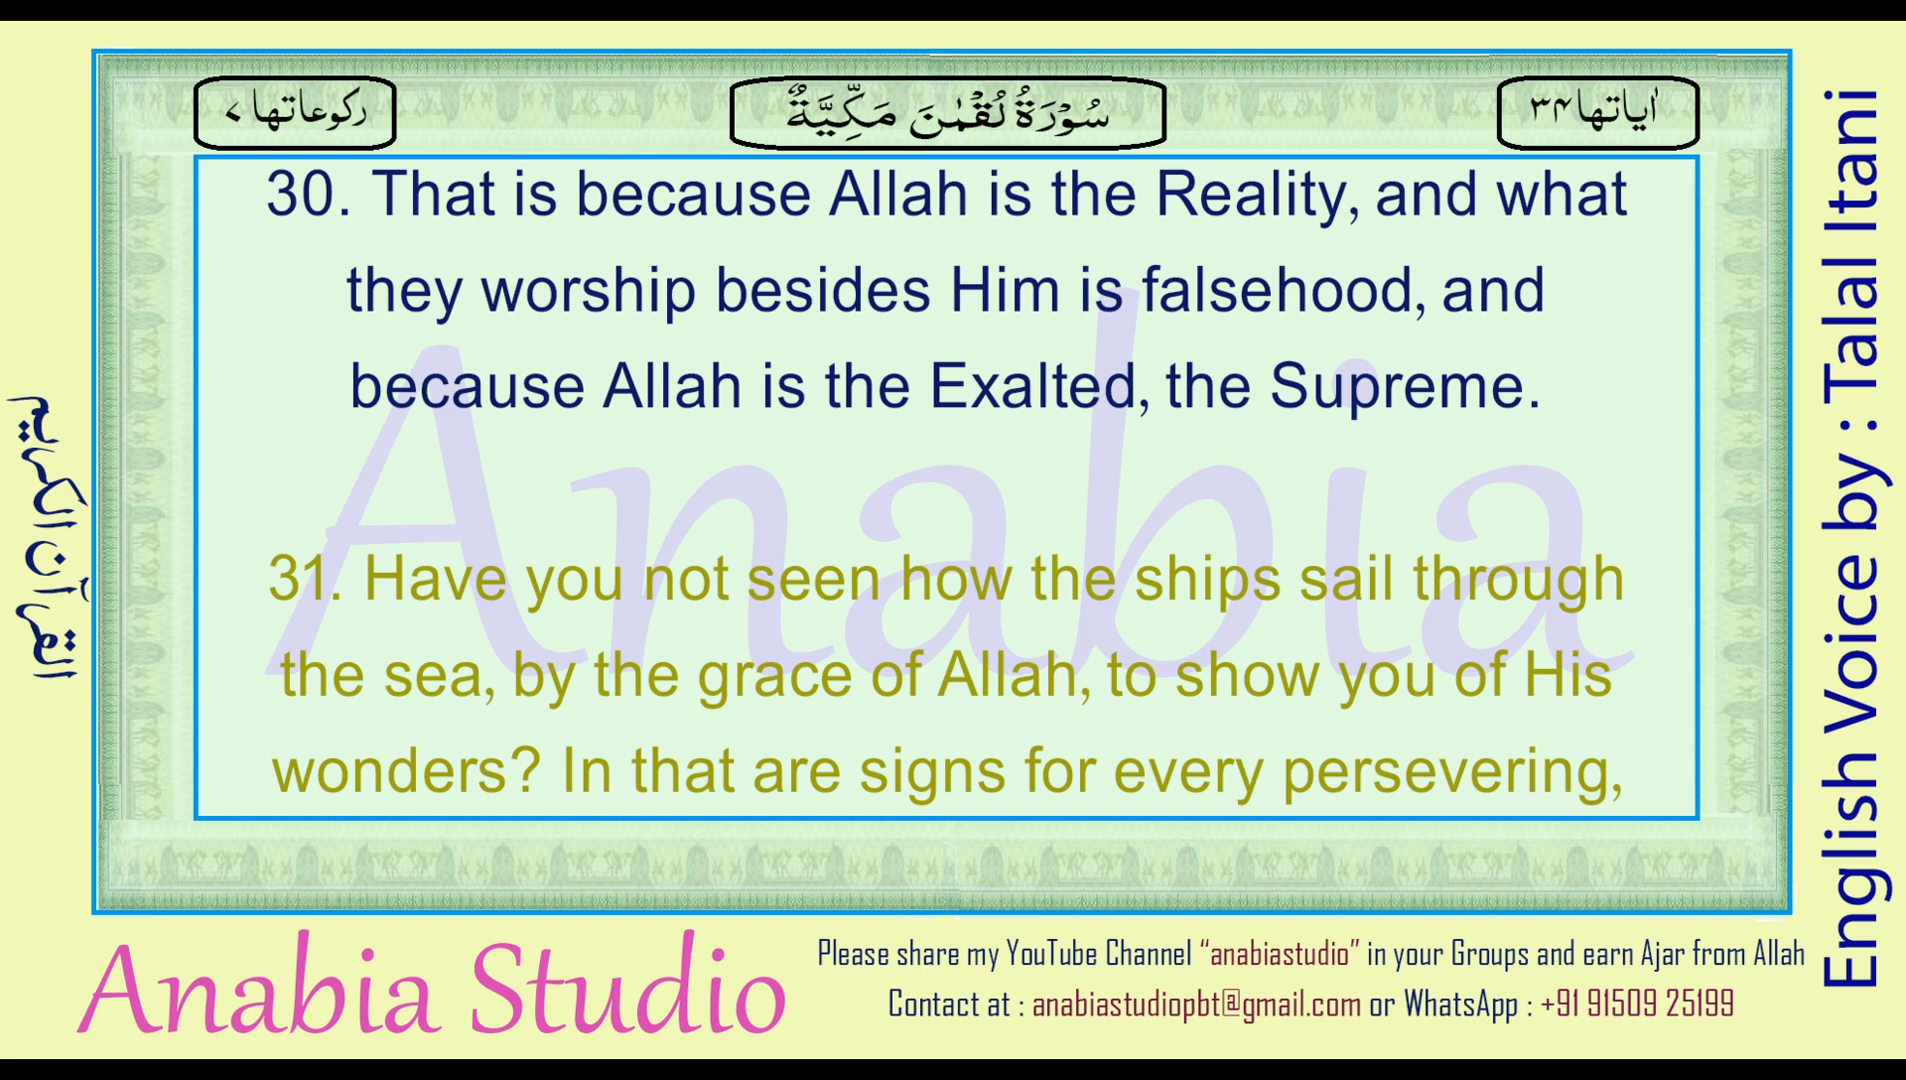 اٰیاتها ۳۴
سُوْرَةُ لُقْمٰنَ مَكِّيَّةٌ
ركوعاتها ۷
30. That is because Allah is the Reality, and what
they worship besides Him is falsehood, and
because Allah is the Exalted, the Supreme.
31. Have you not seen how the ships sail through
the sea, by the grace of Allah, to show you of His
wonders? In that are signs for every persevering,
Anabia
القرآن الكريم
English Voice by : Talal Itani
Anabia Studio
Please share my YouTube Channel “anabiastudio” in your Groups and earn Ajar from Allah
Contact at : anabiastudiopbt@gmail.com or WhatsApp : +91 91509 25199